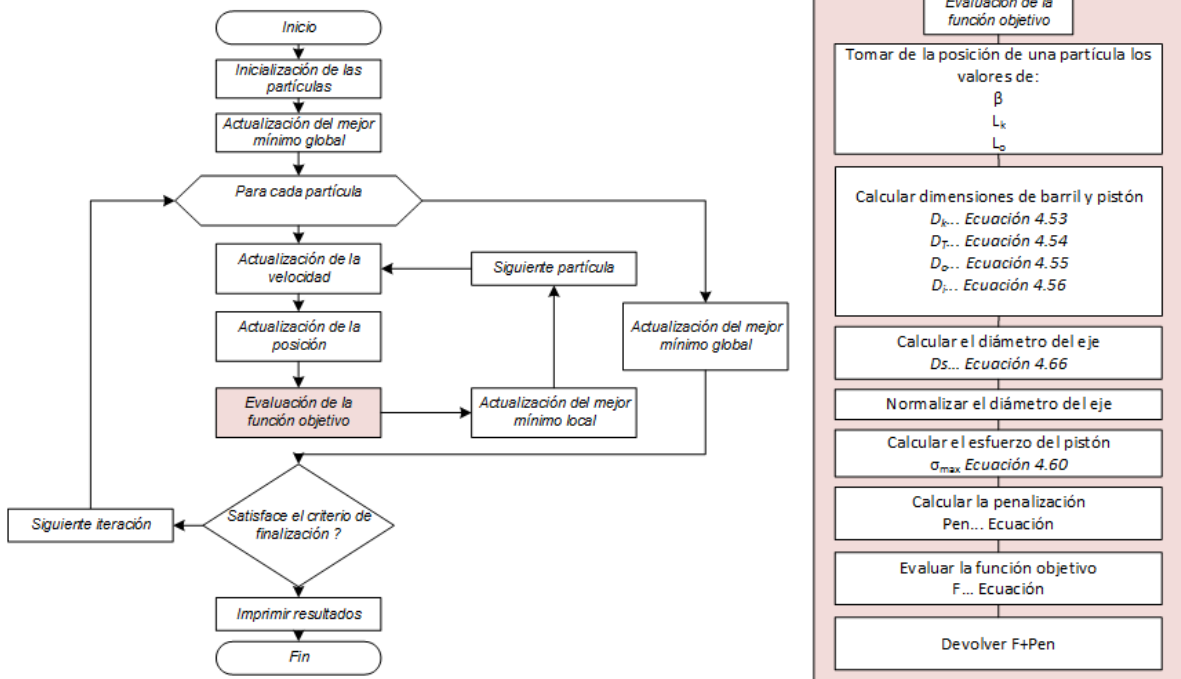 Inicio
Inicialización de las
partículas
Actualización del mejor
mínimo global
Para cada partícula
Actualización de la
velocidad
Siguiente partícula
Actualización de la
posición
Actualización del mejor
mínimo global
Evaluación de la
función objetivo
Actualización del mejor
mínimo local
Satisface el criterio de
finalización ?
Siguiente iteración
Imprimir resultados
Fin
Evaluación de la
función objetivo
Tomar de la posición de una partícula los
valores de:
β
Lₖ
Lₒ
Calcular dimensiones de barril y pistón
Dₖ... Ecuación 4.53
D_T... Ecuación 4.54
Dₒ... Ecuación 4.55
Dᵢ... Ecuación 4.56
Calcular el diámetro del eje
Ds... Ecuación 4.66
Normalizar el diámetro del eje
Calcular el esfuerzo del pistón
σₘₐₓ Ecuación 4.60
Calcular la penalización
Pen... Ecuación
Evaluar la función objetivo
F... Ecuación
Devolver F+Pen